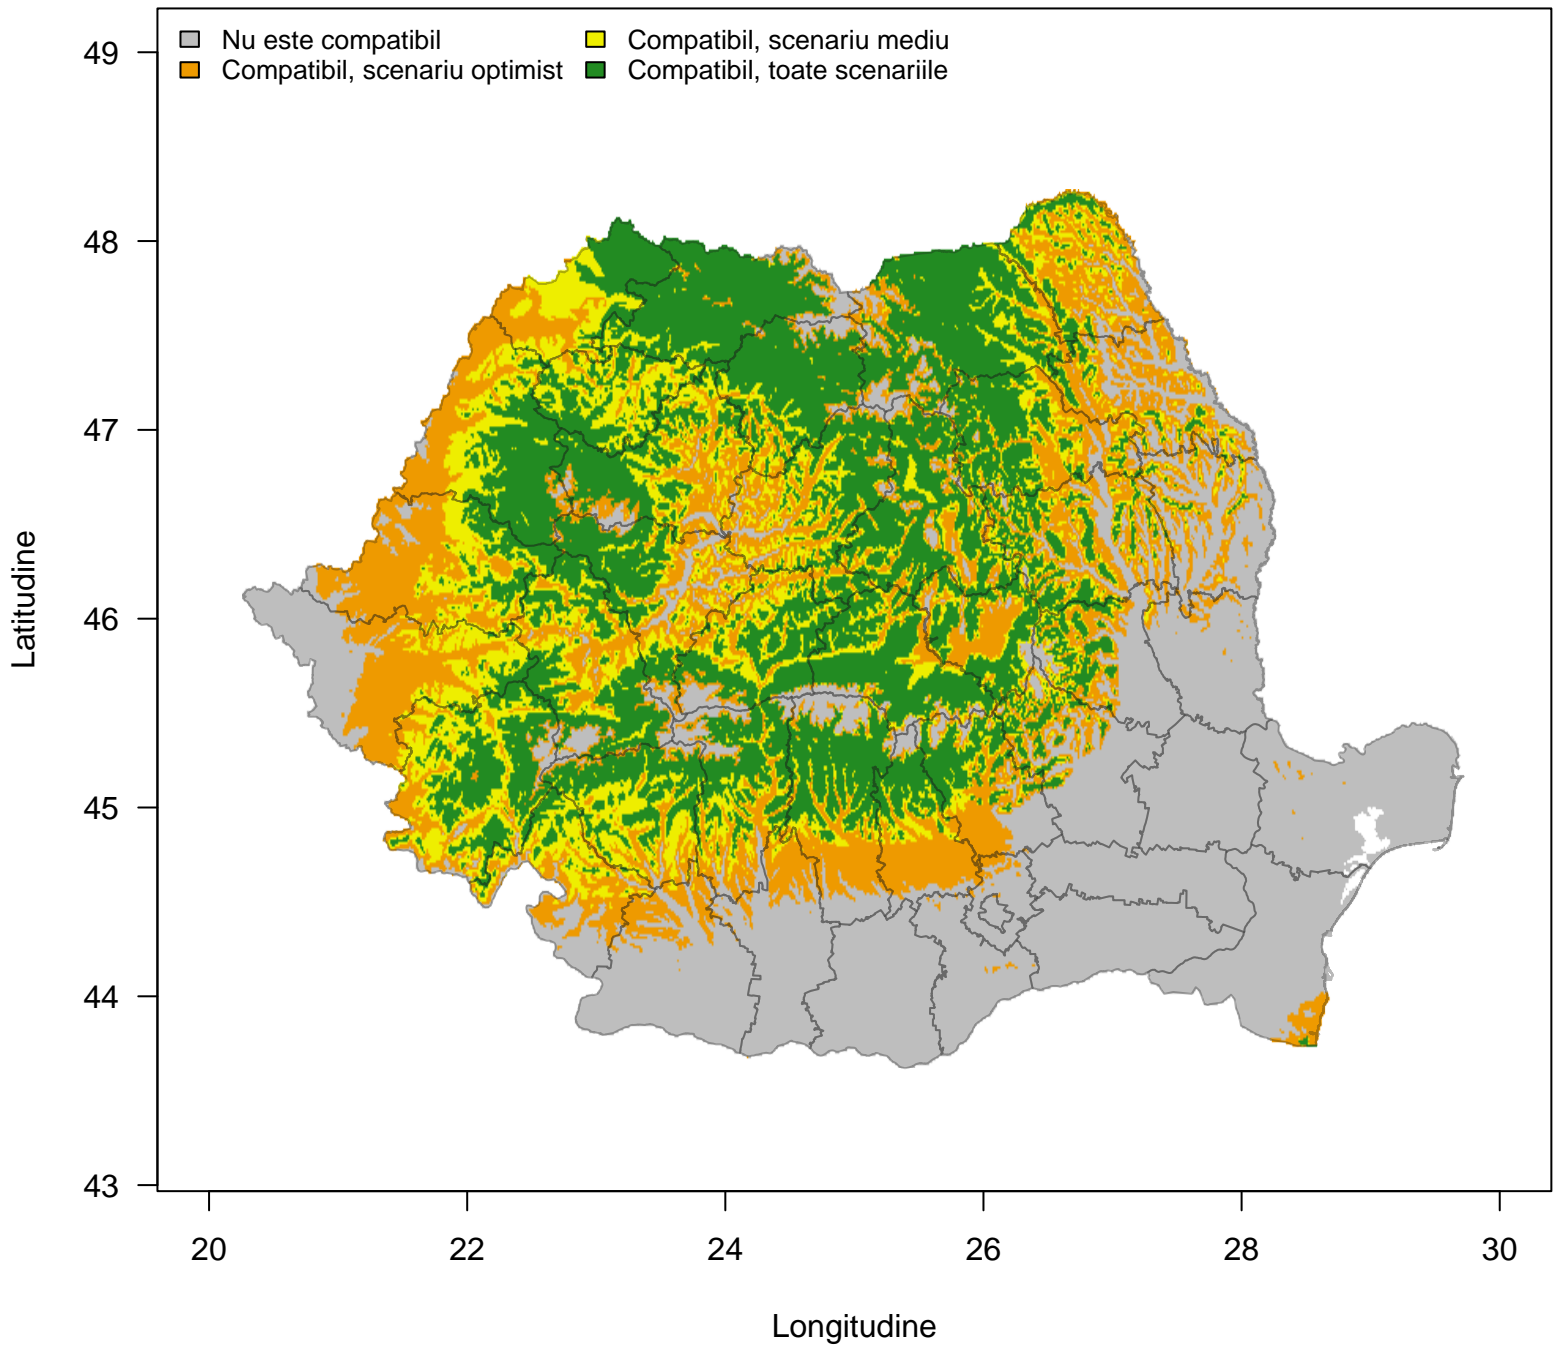 Nu este compatibil
Compatibil, scenariu optimist
Compatibil, scenariu mediu
Compatibil, toate scenariile
49
48
47
46
45
44
43
Latitudine
20 22 24 26 28 30
Longitudine